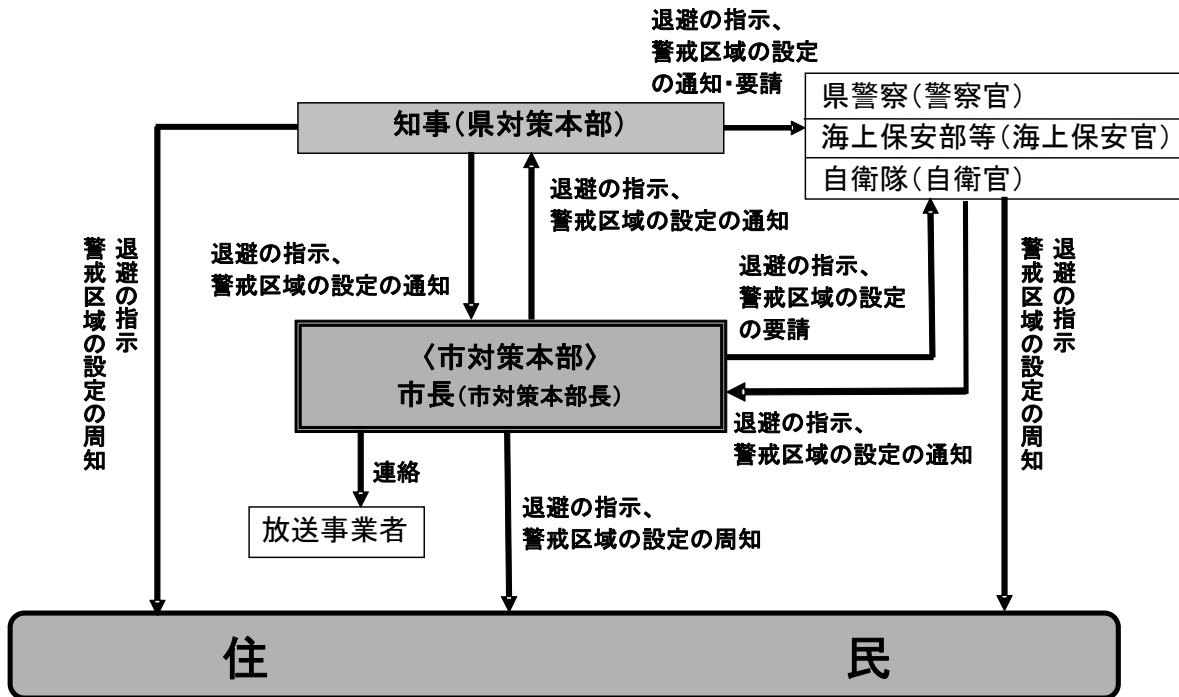 退避の指示、
警戒区域の設定
の通知・要請
知事（県対策本部）
県警察（警察官）
海上保安部等（海上保安官）
自衛隊（自衛官）
退避の指示、
警戒区域の設定の通知
退避の指示、
警戒区域の設定の通知
退避の指示
警戒区域の設定の周知
退避の指示、
警戒区域の設定
の要請
退避の指示
警戒区域の設定の周知
〈市対策本部〉
市長（市対策本部長）
退避の指示、
警戒区域の設定の通知
連絡
放送事業者
退避の指示、
警戒区域の設定の周知
住民